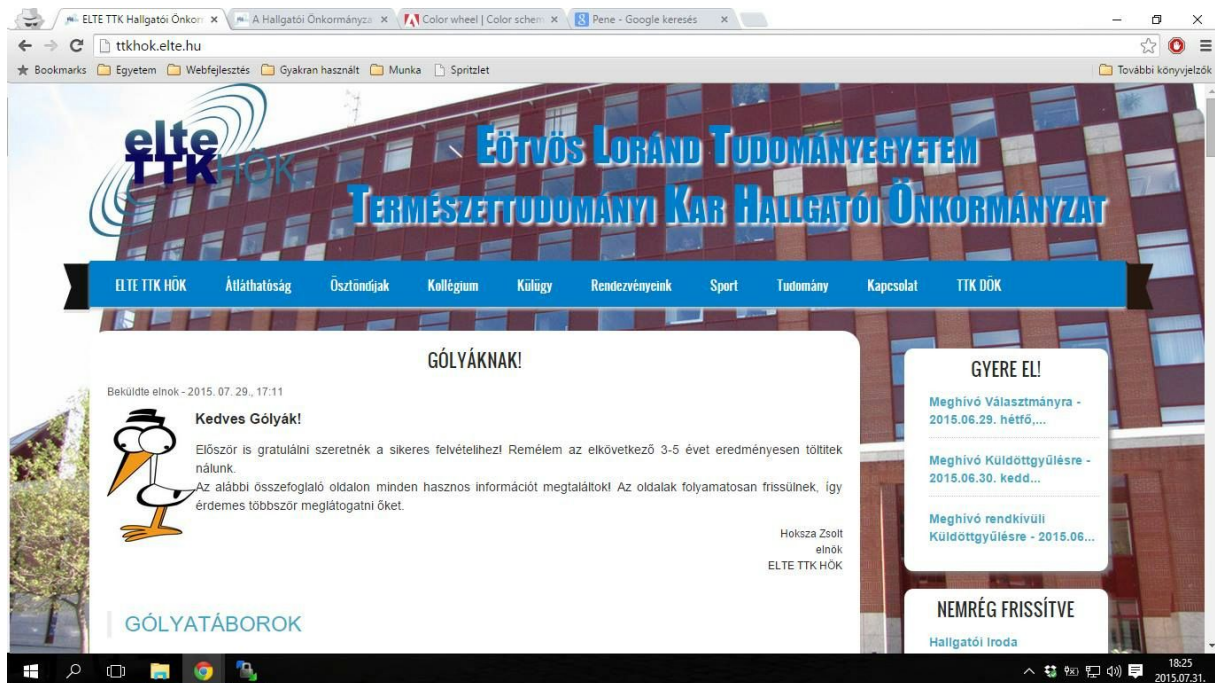 ELTE TTK Hallgatói Önkor
A Hallgatói Önkormányza
Color wheel | Color schem
Pene - Google keresés
ttkhok.elte.hu
Bookmarks
Egyetem
Webfejlesztés
Gyakran használt
Munka
Spritzlet
További könyvjelzők
elte
TTKHÖK
Eötvös Loránd Tudományegyetem
Természettudományi Kar Hallgatói Önkormányzat
ELTE TTK HÖK
Átláthatóság
Ösztöndíjak
Kollégium
Külügy
Rendezvényeink
Sport
Tudomány
Kapcsolat
TTK DÖK
GÓLYÁKNAK!
Beküldte elnok - 2015. 07. 29., 17:11
Kedves Gólyák!
Először is gratulálni szeretnék a sikeres felvételihez! Remélem az elkövetkező 3-5 évet eredményesen töltitek
nálunk.
Az alábbi összefoglaló oldalon minden hasznos információt megtaláltok! Az oldalak folyamatosan frissülnek, így
érdemes többször meglátogatni őket.
Hoksza Zsolt
elnök
ELTE TTK HÖK
GÓLYATÁBOROK
GYERE EL!
Meghívó Választmányra -
2015.06.29. hétfő,...
Meghívó Küldöttgyűlésre -
2015.06.30. kedd...
Meghívó rendkívüli
Küldöttgyűlésre - 2015.06...
NEMRÉG FRISSÍTVE
Hallgatói Iroda
18:25
2015.07.31.